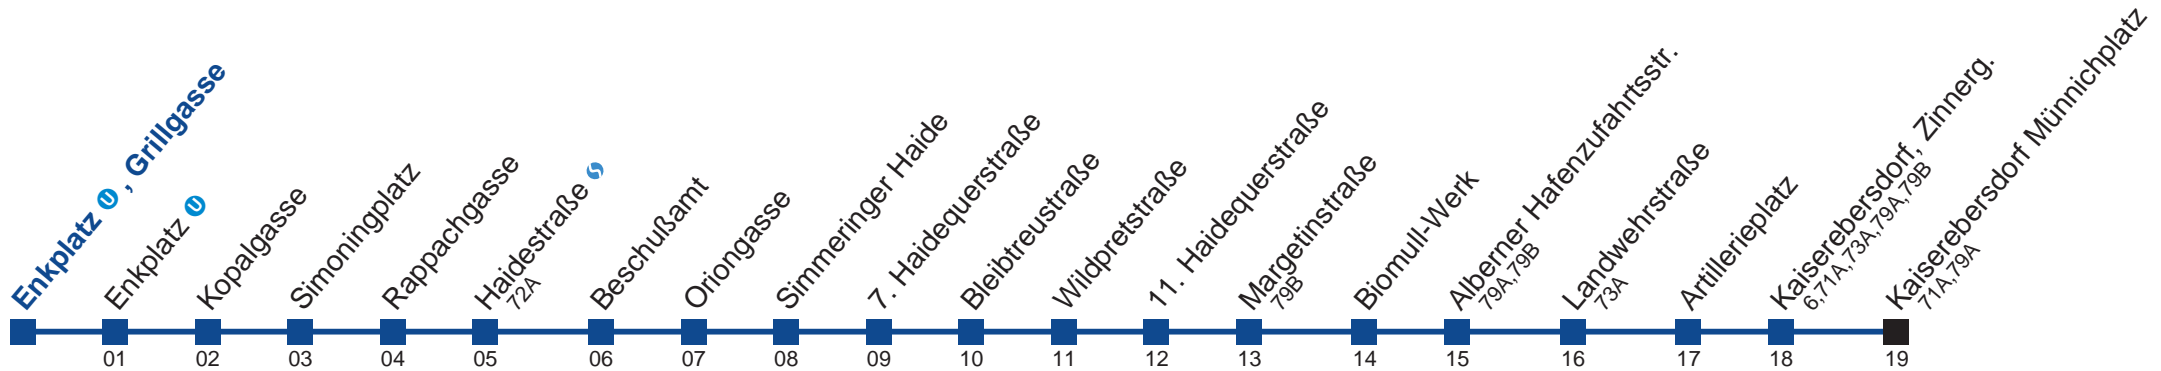 Enkplatz U , Grillgasse
Enkplatz U
01
Kopalgasse
02
Simoningplatz
03
Rappachgasse
04
Haidestraße S
72A
05
Beschußamt
06
Oriongasse
07
Simmeringer Haide
08
7. Haidequerstraße
09
Bleibtreustraße
10
Wildpretstraße
11
11. Haidequerstraße
12
Margetinstraße
79B
13
Biomull-Werk
14
Alberner Hafenzufahrtsstr.
79A,79B
15
Landwehrstraße
73A
16
Artillerieplatz
17
Kaiserebersdorf, Zinnerg.
6,71A,73A,79A,79B
18
Kaiserebersdorf Münnichplatz
71A,79A
19